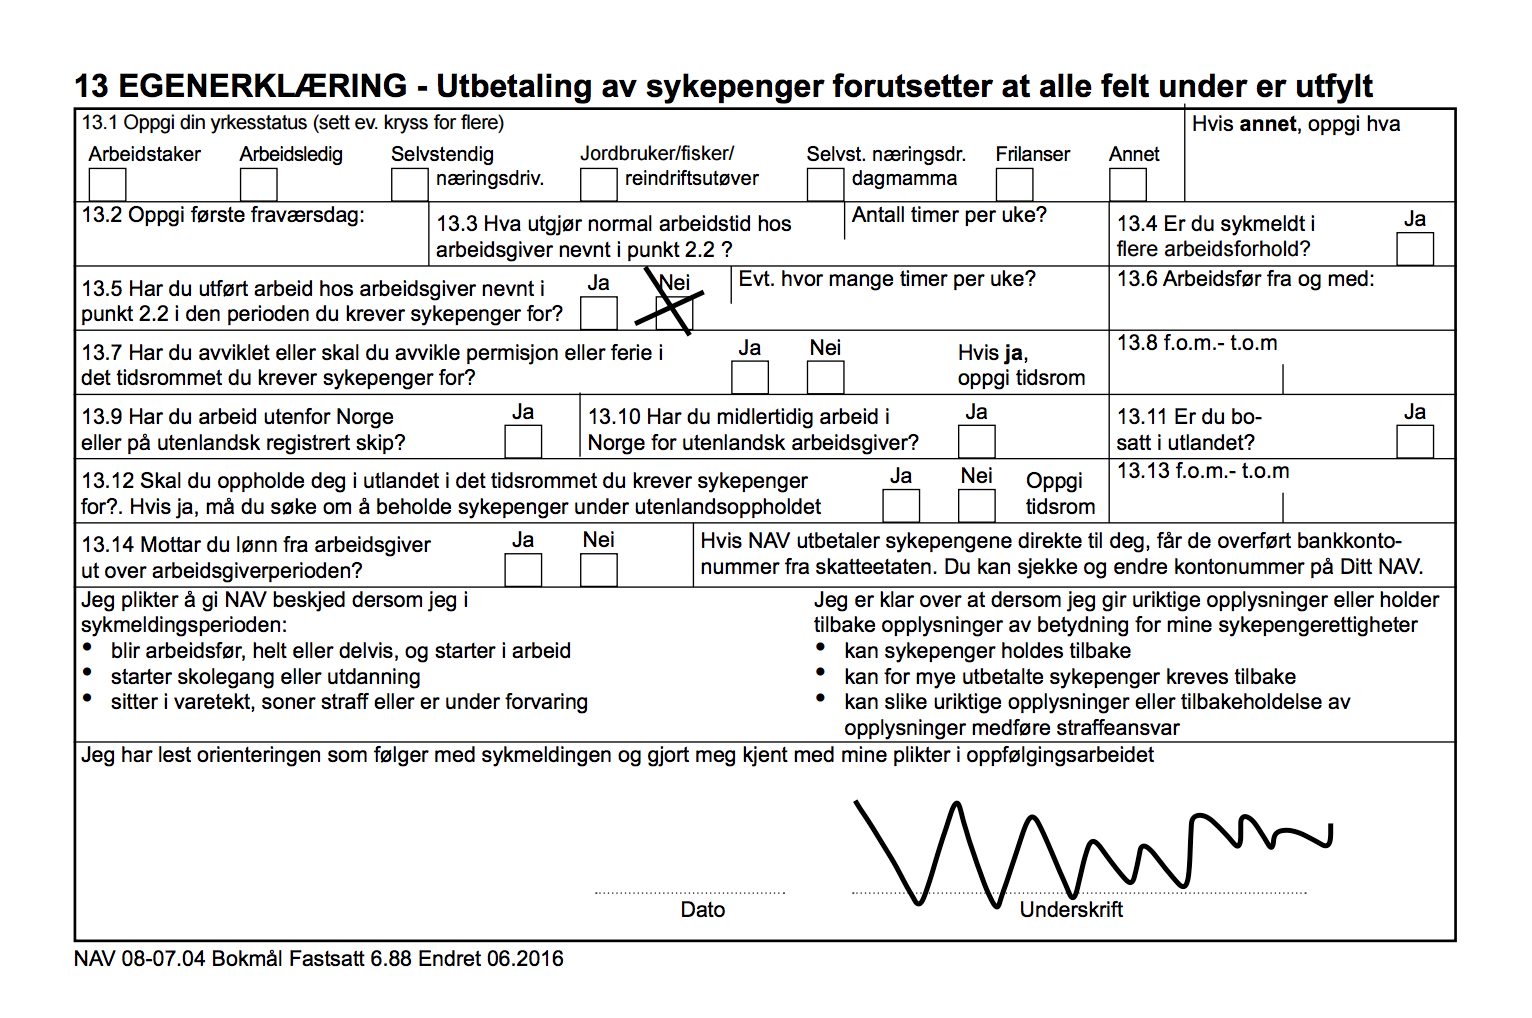 13 EGENERKLÆRING - Utbetaling av sykepenger forutsetter at alle felt under er utfylt
13.1 Oppgi din yrkesstatus (sett ev. kryss for flere)
Hvis annet, oppgi hva
Arbeidstaker Arbeidsledig Selvstendig næringsdriv. Jordbruker/fisker/ reindriftsutøver Selvst. næringsdr. dagmamma Frilanser Annet
13.2 Oppgi første fraværsdag:
13.3 Hva utgjør normal arbeidstid hos
arbeidsgiver nevnt i punkt 2.2 ?
Antall timer per uke?
13.4 Er du sykmeldt i
flere arbeidsforhold?
Ja
13.5 Har du utført arbeid hos arbeidsgiver nevnt i
punkt 2.2 i den perioden du krever sykepenger for?
Ja Nei
Evt. hvor mange timer per uke?
13.6 Arbeidsfør fra og med:
13.7 Har du avviklet eller skal du avvikle permisjon eller ferie i
det tidsrommet du krever sykepenger for?
Ja Nei
Hvis ja,
oppgi tidsrom
13.8 f.o.m.- t.o.m
13.9 Har du arbeid utenfor Norge
eller på utenlandsk registrert skip?
Ja
13.10 Har du midlertidig arbeid i
Norge for utenlandsk arbeidsgiver?
Ja
13.11 Er du bo-
satt i utlandet?
Ja
13.12 Skal du oppholde deg i utlandet i det tidsrommet du krever sykepenger
for?. Hvis ja, må du søke om å beholde sykepenger under utenlandsoppholdet
Ja Nei
Oppgi
tidsrom
13.13 f.o.m.- t.o.m
13.14 Mottar du lønn fra arbeidsgiver
ut over arbeidsgiverperioden?
Ja Nei
Hvis NAV utbetaler sykepengene direkte til deg, får de overført bankkonto-
nummer fra skatteetaten. Du kan sjekke og endre kontonummer på Ditt NAV.
Jeg plikter å gi NAV beskjed dersom jeg i
sykmeldingsperioden:
• blir arbeidsfør, helt eller delvis, og starter i arbeid
• starter skolegang eller utdanning
• sitter i varetekt, soner straff eller er under forvaring
Jeg er klar over at dersom jeg gir uriktige opplysninger eller holder
tilbake opplysninger av betydning for mine sykepengerettigheter
• kan sykepenger holdes tilbake
• kan for mye utbetalte sykepenger kreves tilbake
• kan slike uriktige opplysninger eller tilbakeholdelse av
opplysninger medføre straffeansvar
Jeg har lest orienteringen som følger med sykmeldingen og gjort meg kjent med mine plikter i oppfølgingsarbeidet
Dato
Underskrift
NAV 08-07.04 Bokmål Fastsatt 6.88 Endret 06.2016